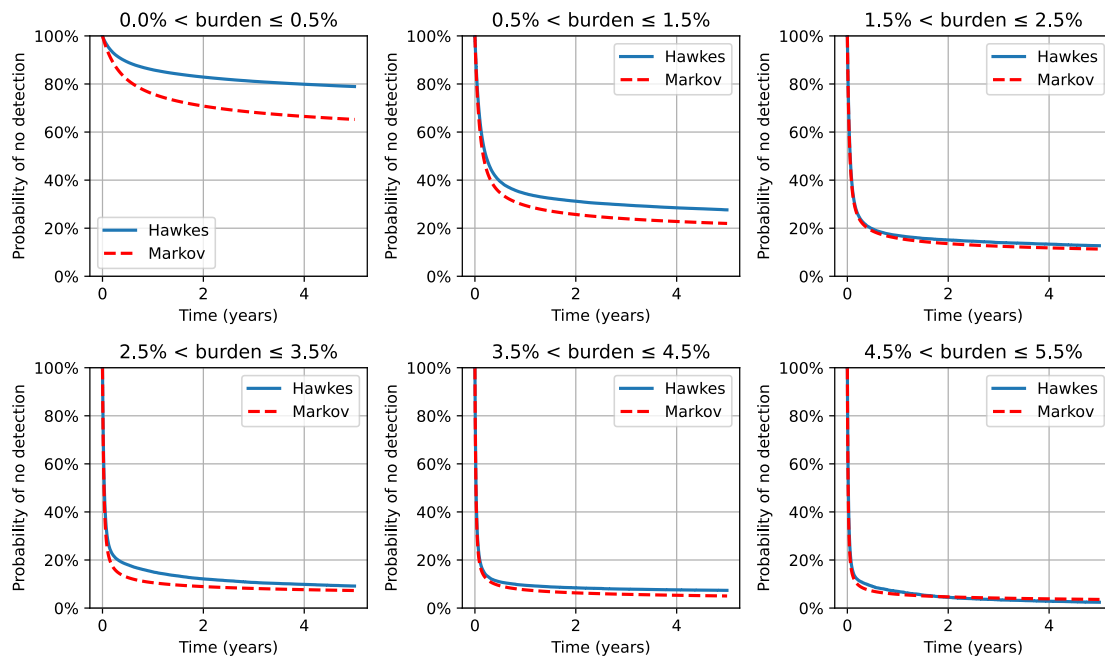 0.0% < burden ≤ 0.5%
100%
80%
60%
40%
20%
0%
Probability of no detection
Hawkes
Markov
0
2
4
Time (years)
0.5% < burden ≤ 1.5%
100%
80%
60%
40%
20%
0%
Probability of no detection
Hawkes
Markov
0
2
4
Time (years)
1.5% < burden ≤ 2.5%
100%
80%
60%
40%
20%
0%
Probability of no detection
Hawkes
Markov
0
2
4
Time (years)
2.5% < burden ≤ 3.5%
100%
80%
60%
40%
20%
0%
Probability of no detection
Hawkes
Markov
0
2
4
Time (years)
3.5% < burden ≤ 4.5%
100%
80%
60%
40%
20%
0%
Probability of no detection
Hawkes
Markov
0
2
4
Time (years)
4.5% < burden ≤ 5.5%
100%
80%
60%
40%
20%
0%
Probability of no detection
Hawkes
Markov
0
2
4
Time (years)